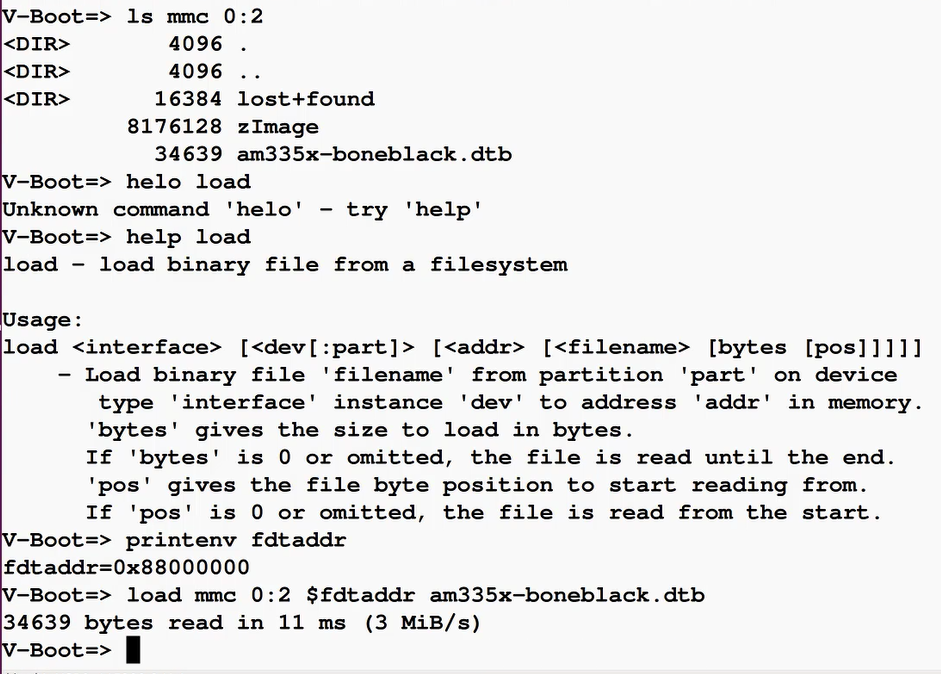 V-Boot=> ls mmc 0:2
<DIR>       4096 .
<DIR>       4096 ..
<DIR>      16384 lost+found
         8176128 zImage
           34639 am335x-boneblack.dtb
V-Boot=> helo load
Unknown command 'helo' - try 'help'
V-Boot=> help load
load - load binary file from a filesystem

Usage:
load <interface> [<dev[:part]> [<addr> [<filename> [bytes [pos]]]]]
    - Load binary file 'filename' from partition 'part' on device
       type 'interface' instance 'dev' to address 'addr' in memory.
      'bytes' gives the size to load in bytes.
      If 'bytes' is 0 or omitted, the file is read until the end.
      'pos' gives the file byte position to start reading from.
      If 'pos' is 0 or omitted, the file is read from the start.
V-Boot=> printenv fdtaddr
fdtaddr=0x88000000
V-Boot=> load mmc 0:2 $fdtaddr am335x-boneblack.dtb
34639 bytes read in 11 ms (3 MiB/s)
V-Boot=>